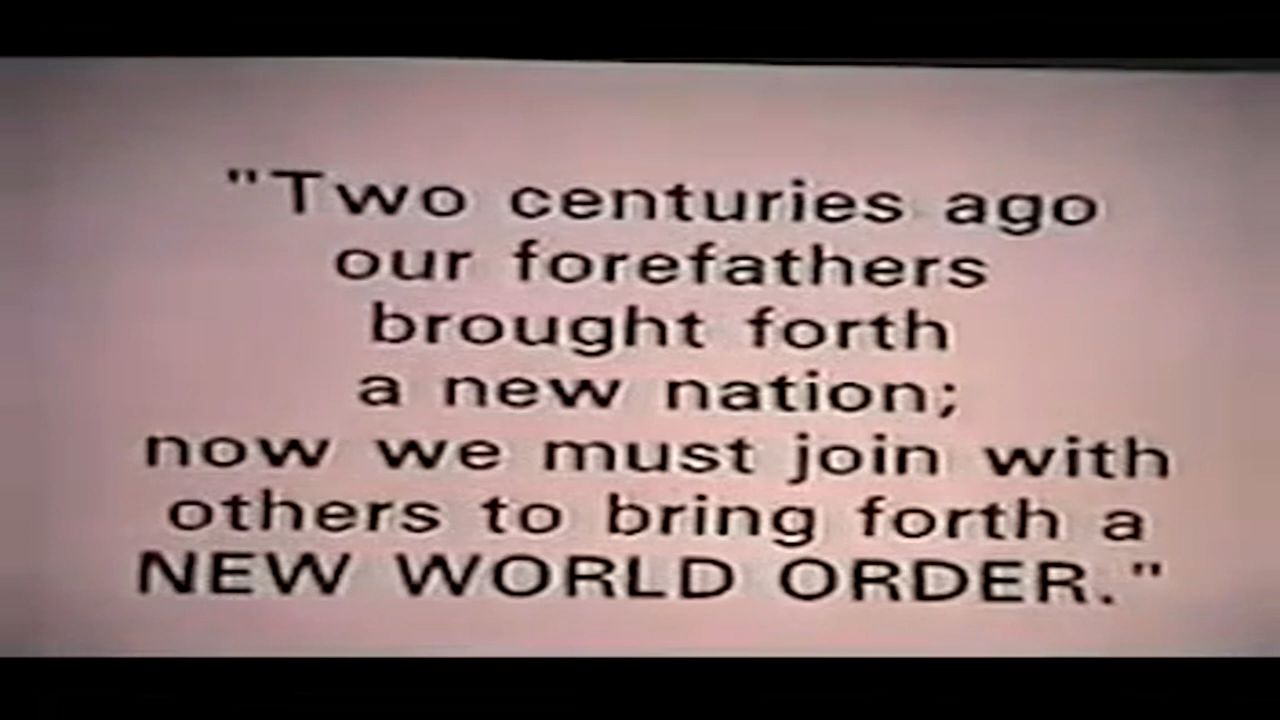 "Two centuries ago
our forefathers
brought forth
a new nation;
now we must join with
others to bring forth a
NEW WORLD ORDER."